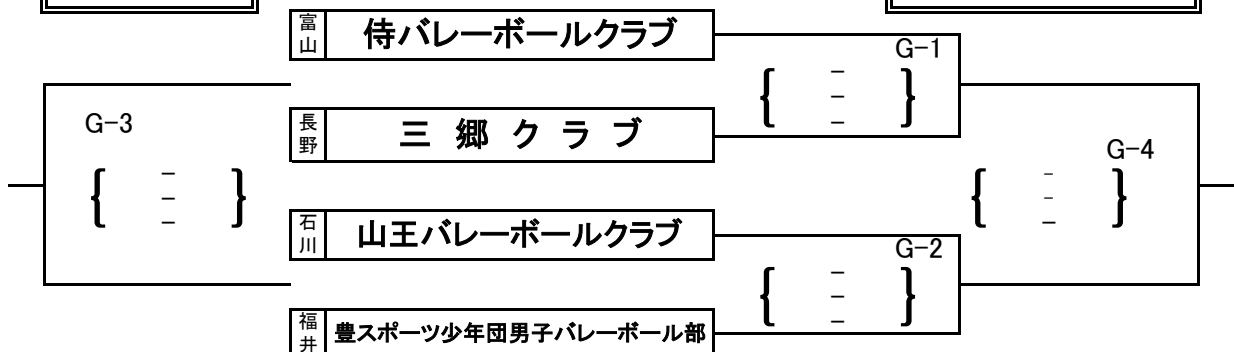 富山 侍バレーボールクラブ
G-1
{ - - - }
長野 三郷クラブ
G-3
{ - - - }
G-4
{ - - - }
石川 山王バレーボールクラブ
G-2
{ - - - }
福井 豊スポーツ少年団男子バレーボール部